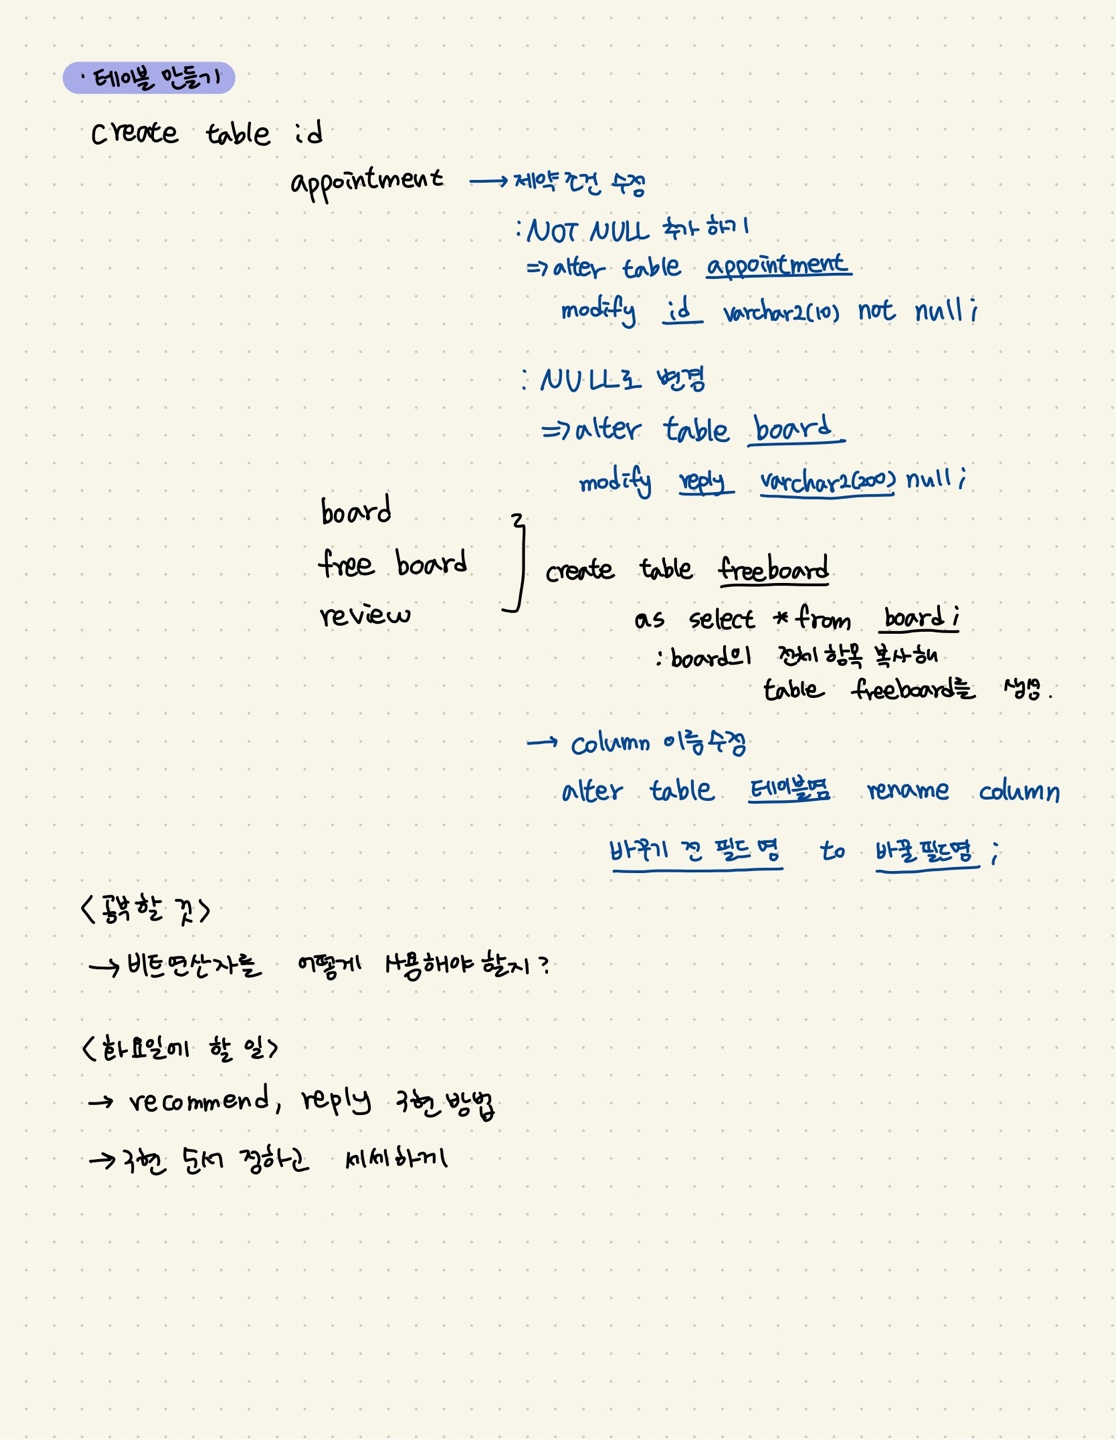 · 테이블 만들기
create table id
appointment → 제약조건 수정
: NOT NULL 추가하기
=> alter table appointment
modify id varchar2(10) not null;
: NULL로 변경
=> alter table board
modify reply varchar2(200) null;
board
free board
review
create table freeboard
as select * from board;
: board의 전체 항목 복사해
table freeboard를 생성.
→ column 이름수정
alter table 테이블명 rename column
바꾸기 전 필드명 to 바꿀필드명;
<공부할 것>
→ 비트연산자를 어떻게 사용해야 할지?
<화요일에 할 일>
→ recommend, reply 구현 방법
→ 구현 순서 정하고 세세하게